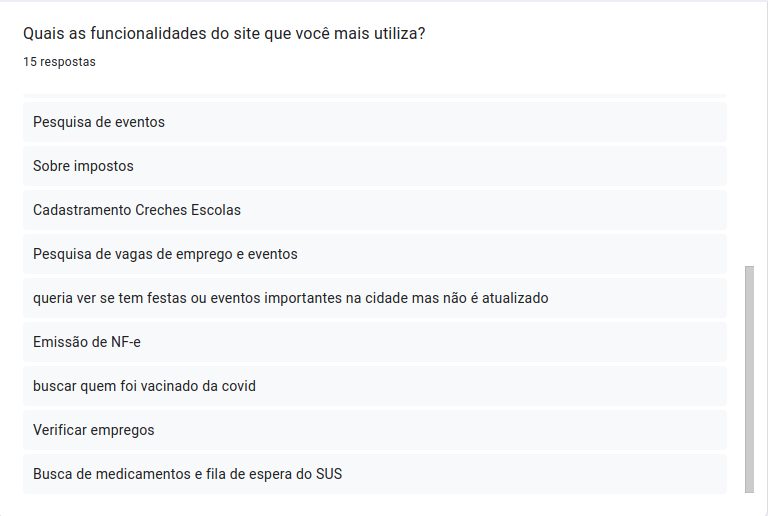 Quais as funcionalidades do site que você mais utiliza?
15 respostas
Pesquisa de eventos
Sobre impostos
Cadastramento Creches Escolas
Pesquisa de vagas de emprego e eventos
queria ver se tem festas ou eventos importantes na cidade mas não é atualizado
Emissão de NF-e
buscar quem foi vacinado da covid
Verificar empregos
Busca de medicamentos e fila de espera do SUS